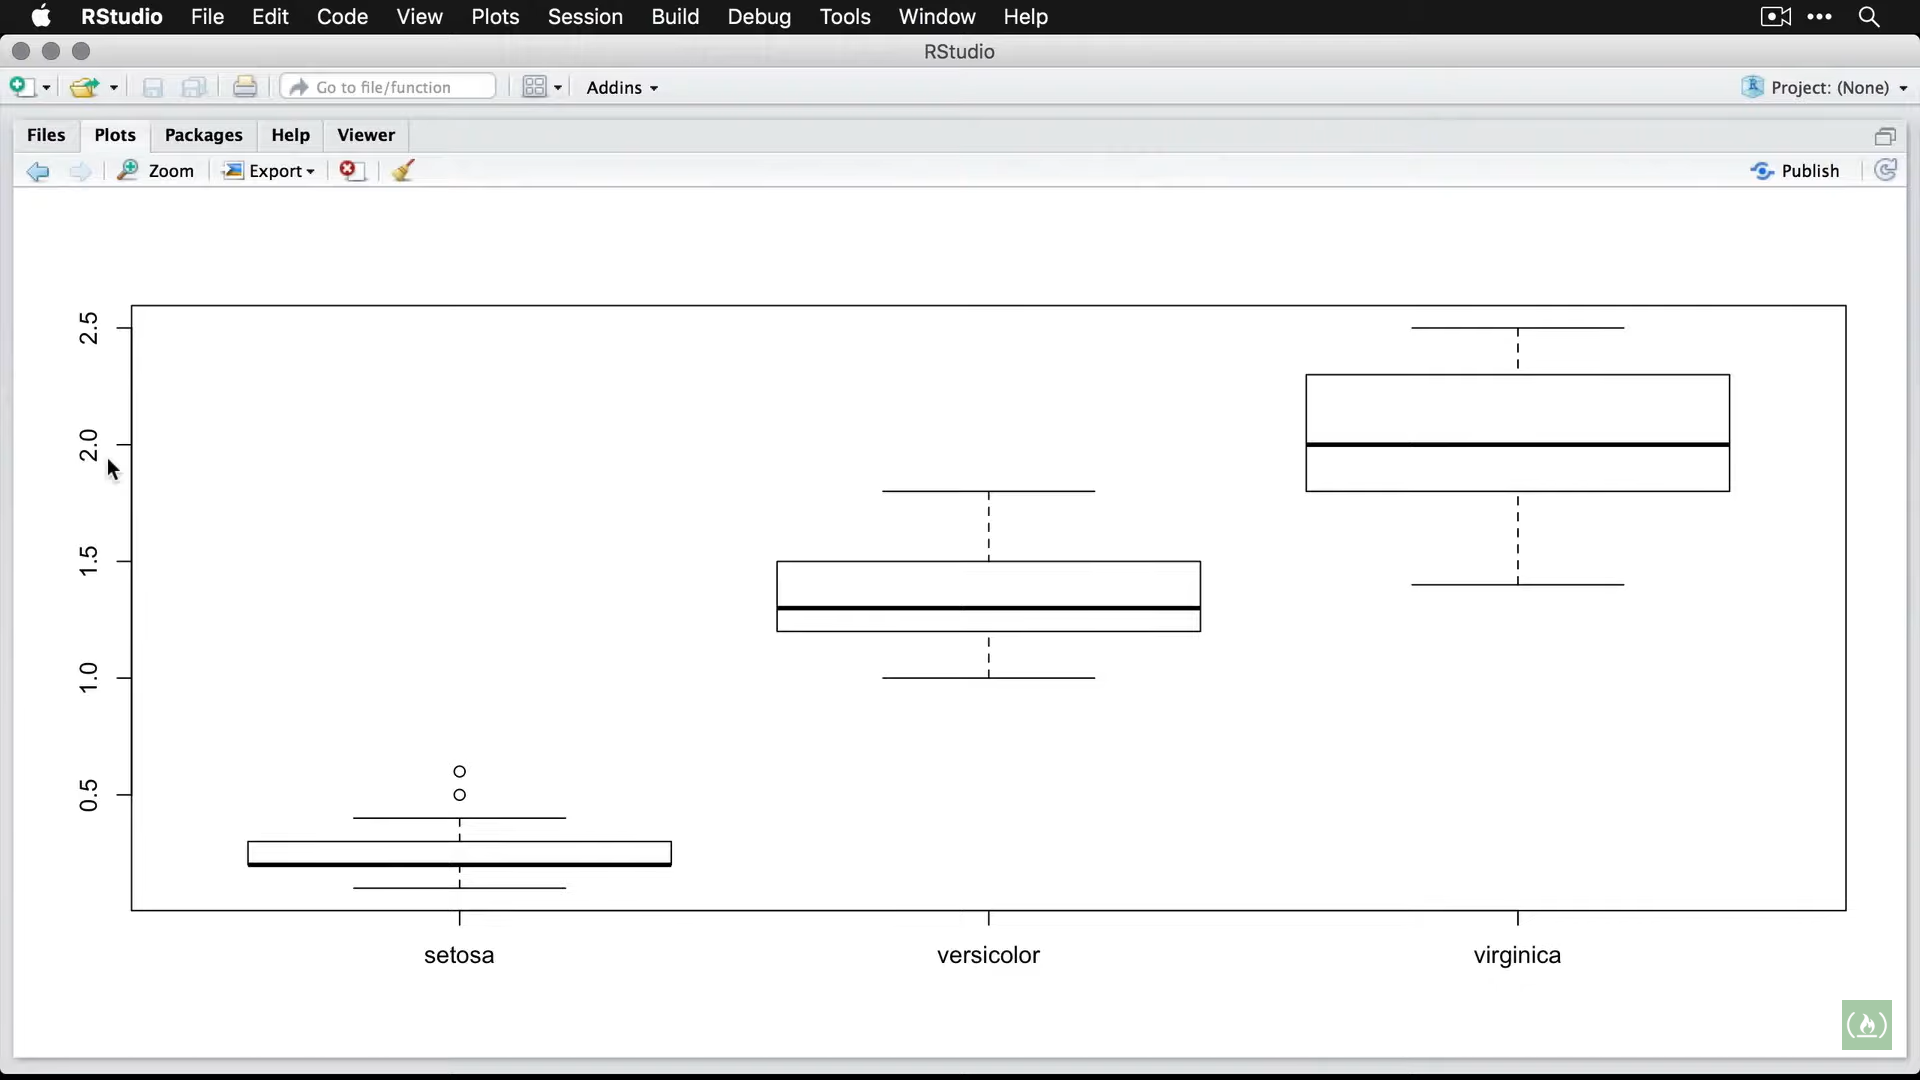 RStudio File Edit Code View Plots Session Build Debug Tools Window Help
RStudio
Go to file/function Addins Project: (None)
Files Plots Packages Help Viewer
Zoom Export Publish
2.5
2.0
1.5
1.0
0.5
setosa versicolor virginica